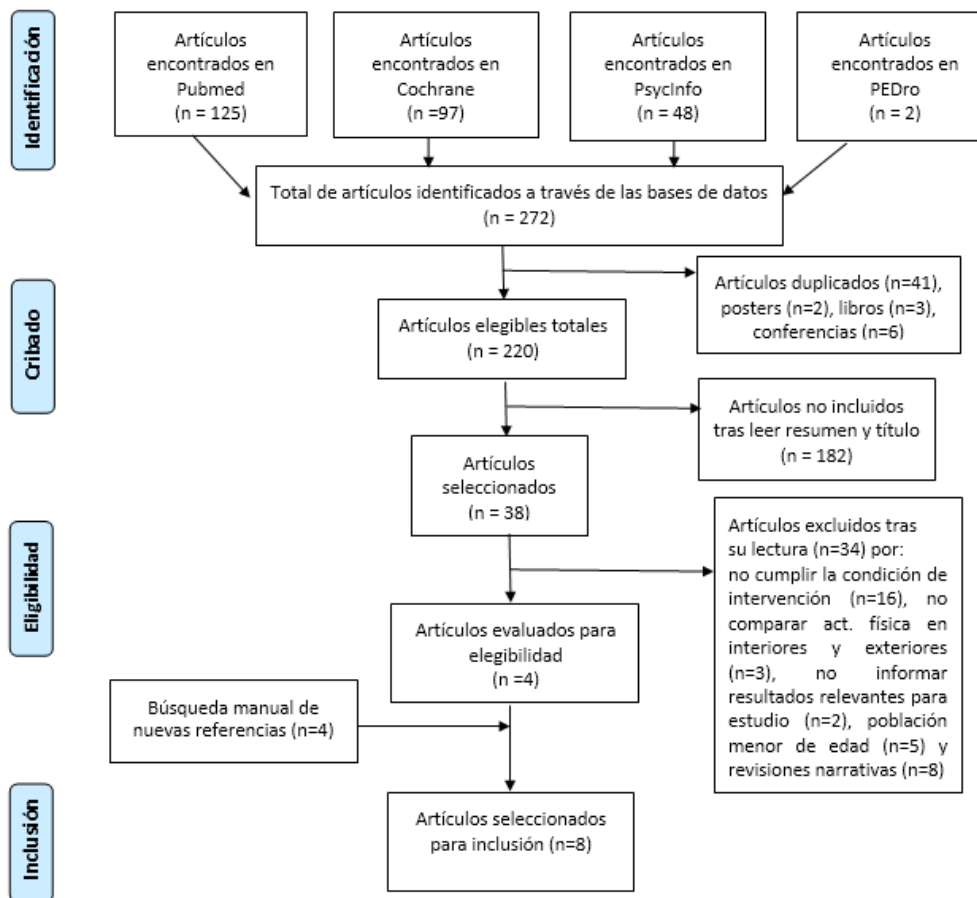 Identificación
Artículos
encontrados en
Pubmed
(n = 125)
Artículos
encontrados en
Cochrane
(n =97)
Artículos
encontrados en
PsycInfo
(n = 48)
Artículos
encontrados en
PEDro
(n = 2)
Total de artículos identificados a través de las bases de datos
(n = 272)
Cribado
Artículos duplicados (n=41),
posters (n=2), libros (n=3),
conferencias (n=6)
Artículos elegibles totales
(n = 220)
Artículos no incluidos
tras leer resumen y título
(n = 182)
Artículos
seleccionados
(n = 38)
Eligibilidad
Artículos excluidos tras
su lectura (n=34) por:
no cumplir la condición de
intervención (n=16), no
comparar act. física en
interiores y exteriores
(n=3), no informar
resultados relevantes para
estudio (n=2), población
menor de edad (n=5) y
revisiones narrativas (n=8)
Artículos evaluados para
elegibilidad
(n =4)
Búsqueda manual de
nuevas referencias (n=4)
Inclusión
Artículos seleccionados
para inclusión (n=8)